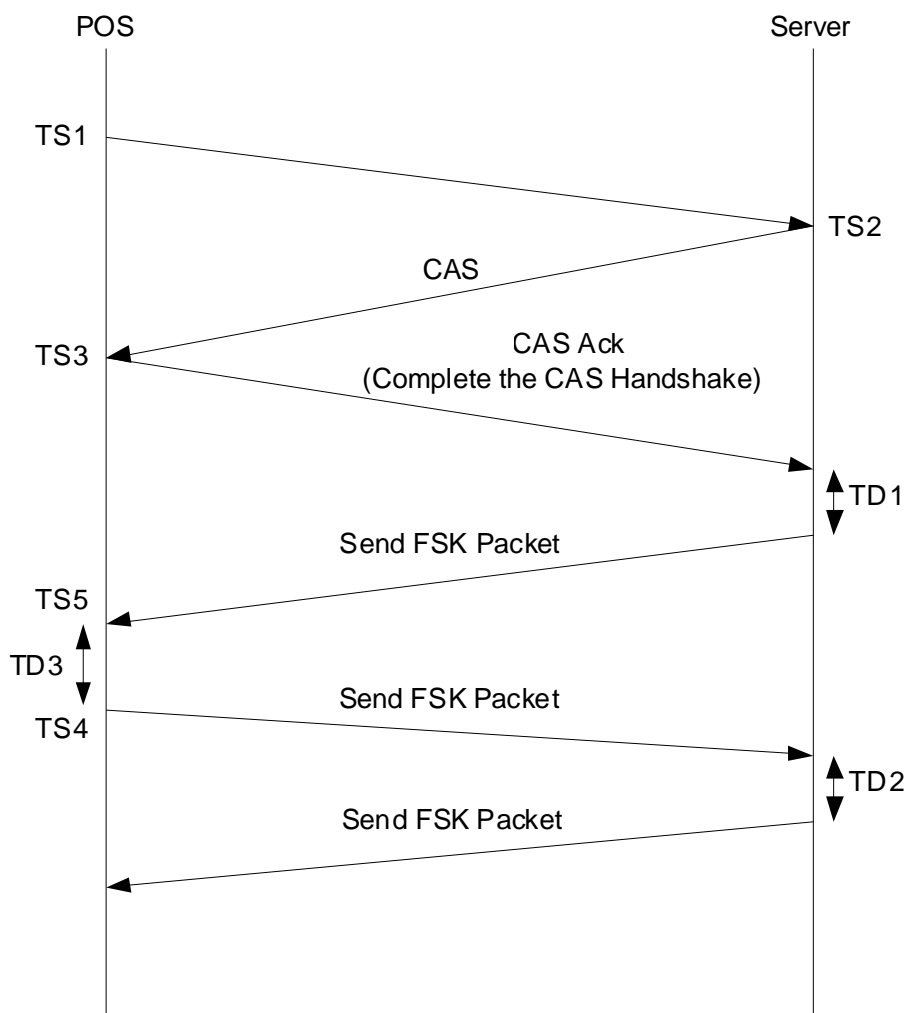 POS
Server
TS1
TS2
CAS
TS3
CAS Ack
(Complete the CAS Handshake)
TD1
Send FSK Packet
TS5
TD3
Send FSK Packet
TS4
TD2
Send FSK Packet